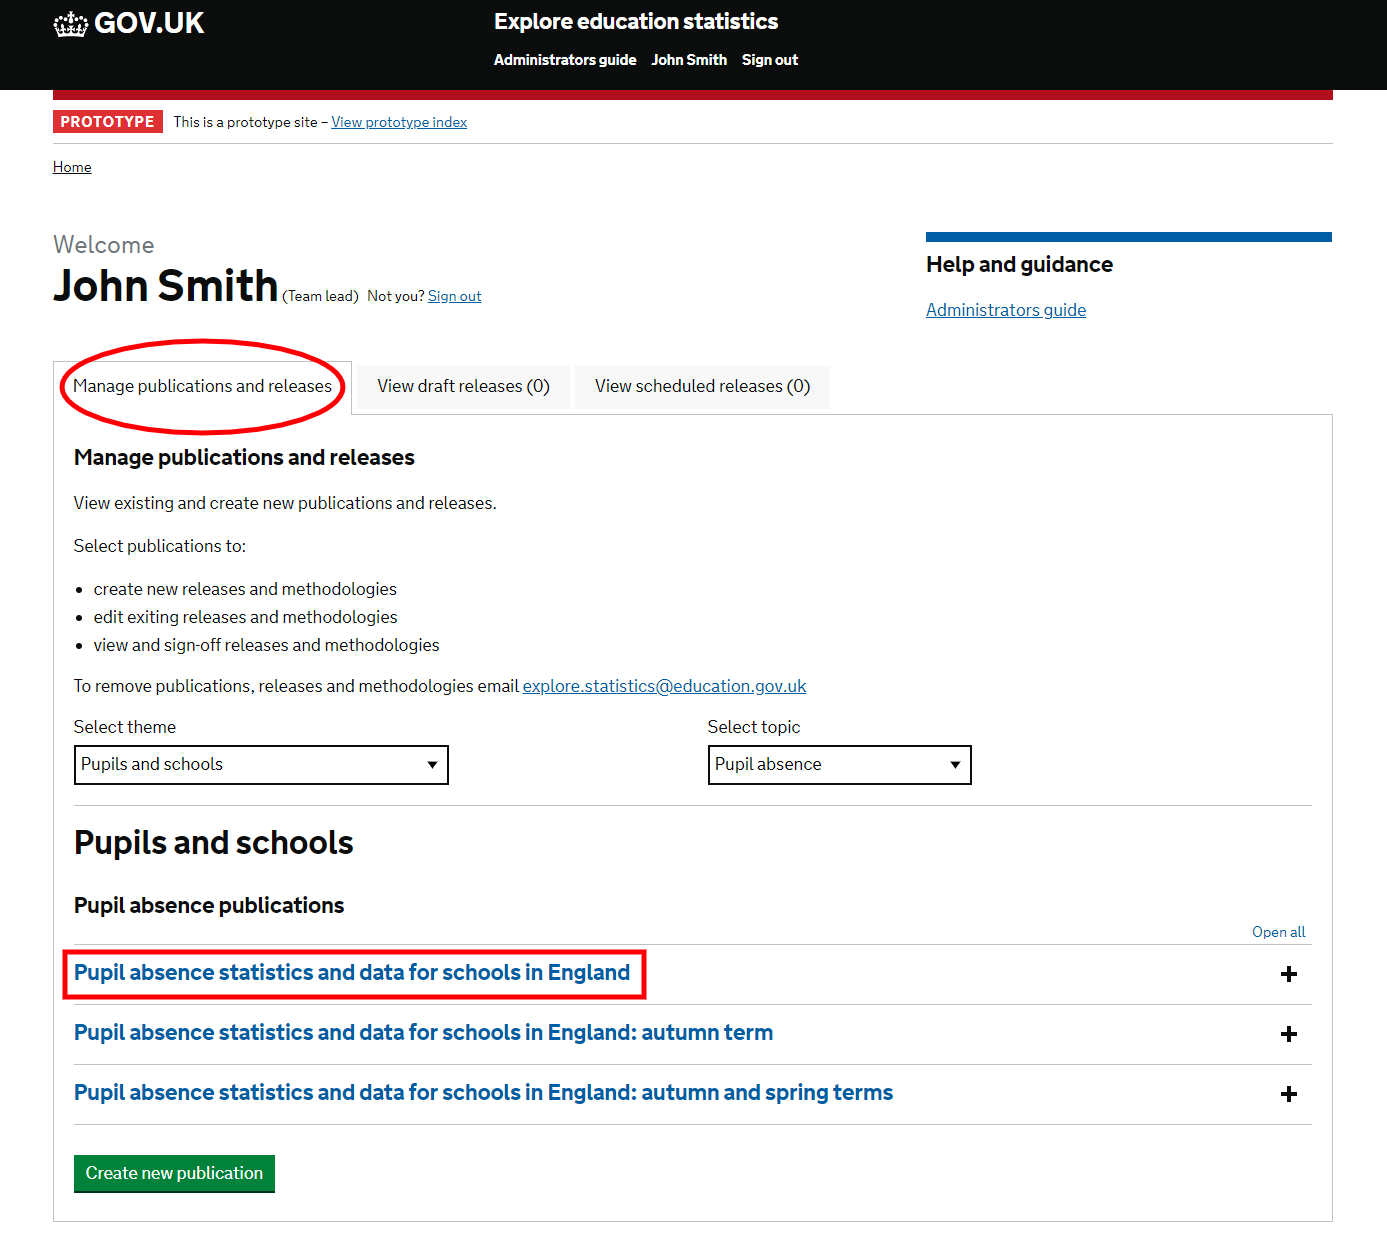 GOV.UK
Explore education statistics
Administrators guide John Smith Sign out
PROTOTYPE This is a prototype site – View prototype index
Home
Welcome
John Smith (Team lead) Not you? Sign out
Help and guidance
Administrators guide
Manage publications and releases View draft releases (0) View scheduled releases (0)
Manage publications and releases
View existing and create new publications and releases.
Select publications to:
• create new releases and methodologies
• edit exiting releases and methodologies
• view and sign-off releases and methodologies
To remove publications, releases and methodologies email explore.statistics@education.gov.uk
Select theme Select topic
Pupils and schools Pupil absence
Pupils and schools
Pupil absence publications
Open all
Pupil absence statistics and data for schools in England
Pupil absence statistics and data for schools in England: autumn term
Pupil absence statistics and data for schools in England: autumn and spring terms
Create new publication